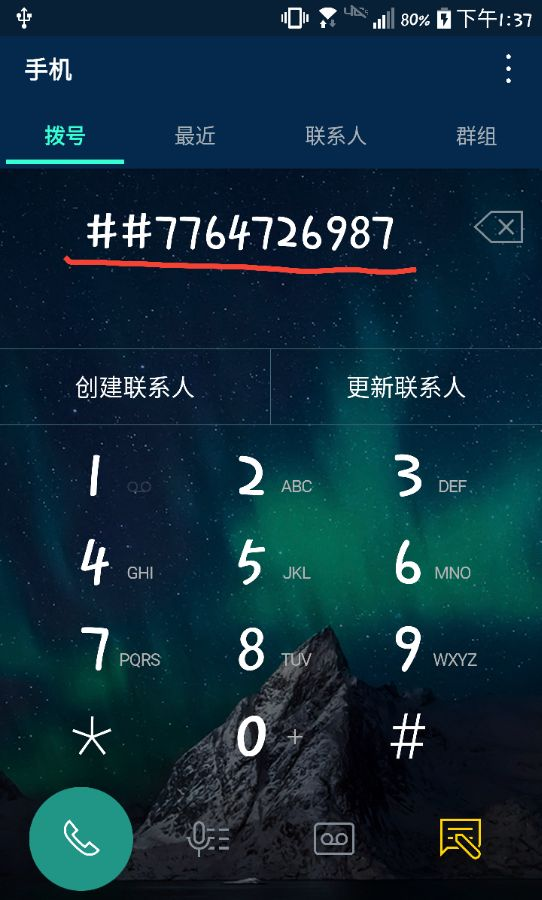 80% 下午1:37
手机
拨号 最近 联系人 群组
##7764726987
创建联系人 更新联系人
1 2 ABC 3 DEF
4 GHI 5 JKL 6 MNO
7 PQRS 8 TUV 9 WXYZ
* 0 + #